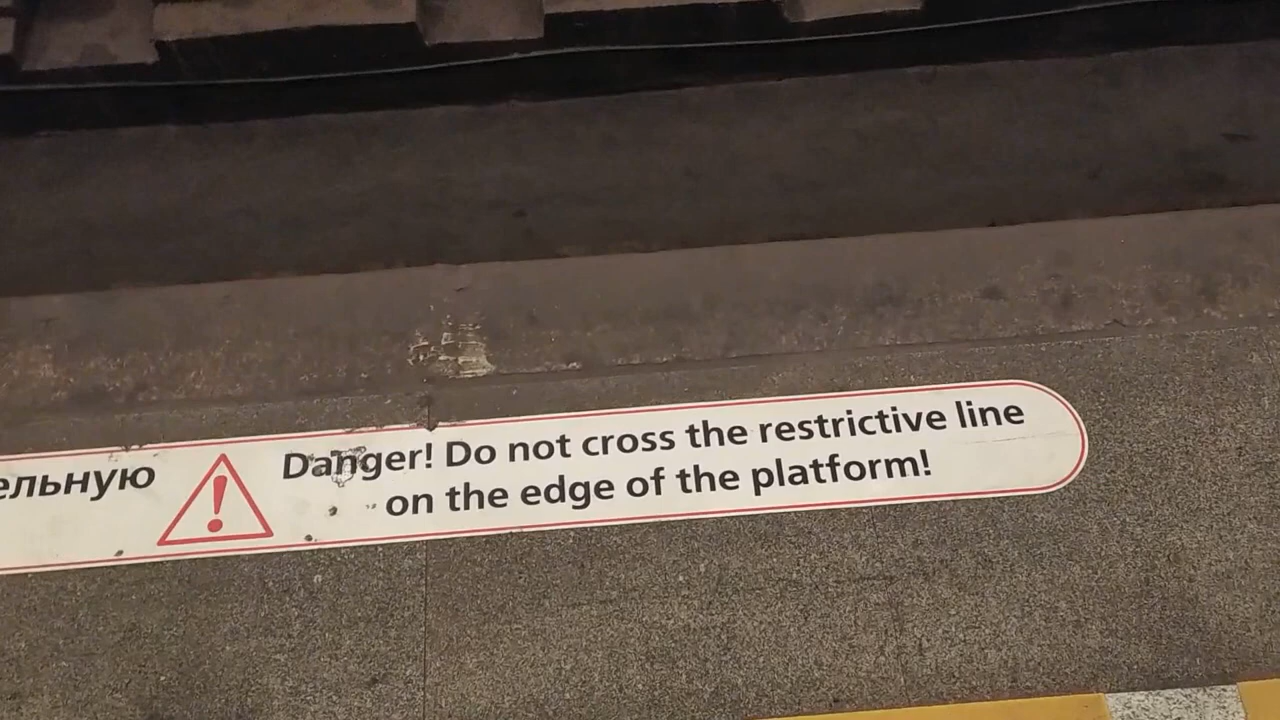 ельную
Danger! Do not cross the restrictive line
on the edge of the platform!